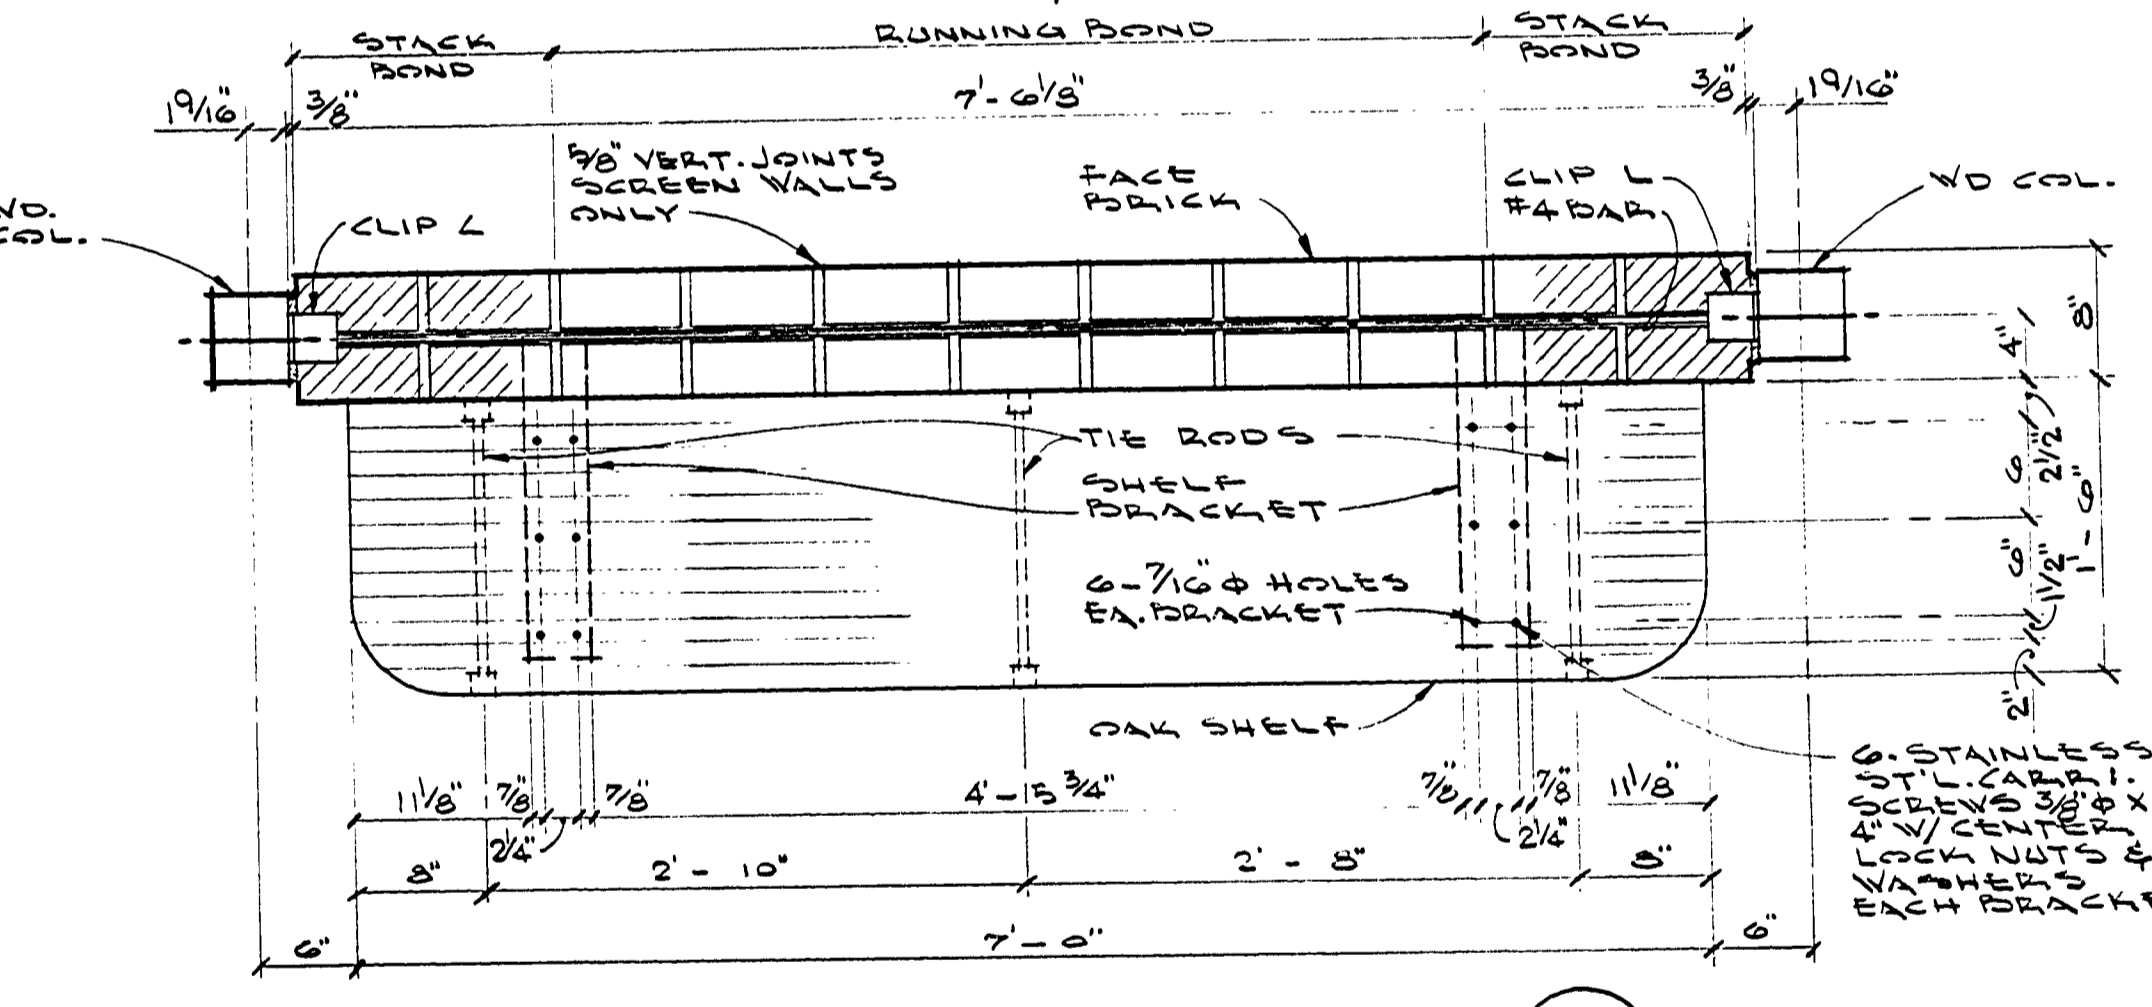 STACK
BOND
RUNNING BOND
STACK
BOND
1 9/16"
3/8"
7'-6 1/8"
3/8"
1 9/16"
5/8" VERT. JOINTS
SCREEN WALLS
ONLY
FACE
BRICK
CLIP L
#4 BAR
WD COL.
WD.
COL.
CLIP L
8"
4"
TIE RODS
SHELF
BRACKET
6 - 7/16" Φ HOLES
EA. BRACKET
6
2 1/2"
6"
1 1/2"
1'-6"
2"
OAK SHELF
6. STAINLESS
ST'L. CARRI.
SCREWS 3/8" Φ X
4" W/ CENTER
LOCK NUTS &
WASHERS
EACH
11 1/8"
7/8"
7/8"
4'-5 3/4"
7/8"
7/8"
11 1/8"
2 1/4"
2 1/4"
8"
2'-10"
2'-8"
8"
6"
7'-0"
6"